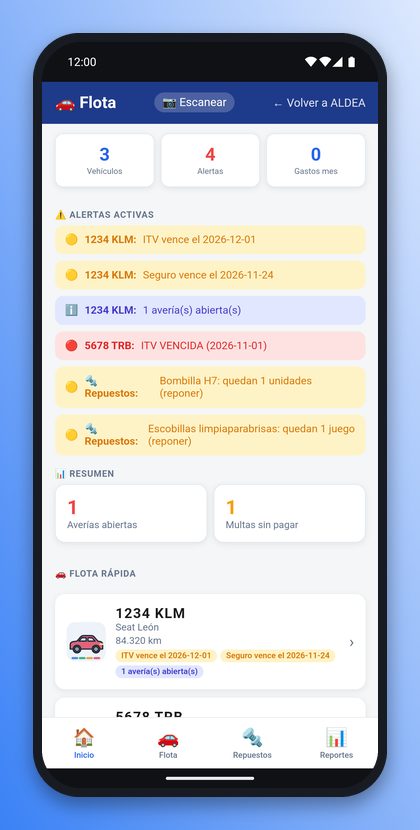 12:00
🚗 Flota
📷 Escanear
← Volver a ALDEA
3
Vehículos
4
Alertas
0
Gastos mes
⚠️ ALERTAS ACTIVAS
🟡 1234 KLM: ITV vence el 2026-12-01
🟡 1234 KLM: Seguro vence el 2026-11-24
ℹ️ 1234 KLM: 1 avería(s) abierta(s)
🔴 5678 TRB: ITV VENCIDA (2026-11-01)
🟡 🔩 Repuestos: Bombilla H7: quedan 1 unidades
(reponer)
🟡 🔩 Repuestos: Escobillas limpiaparabrisas: quedan 1 juego
(reponer)
📊 RESUMEN
1
Averías abiertas
1
Multas sin pagar
🚗 FLOTA RÁPIDA
1234 KLM
Seat León
84.320 km
ITV vence el 2026-12-01
Seguro vence el 2026-11-24
1 avería(s) abierta(s)
›
5678 TRB
Inicio
Flota
Repuestos
Reportes